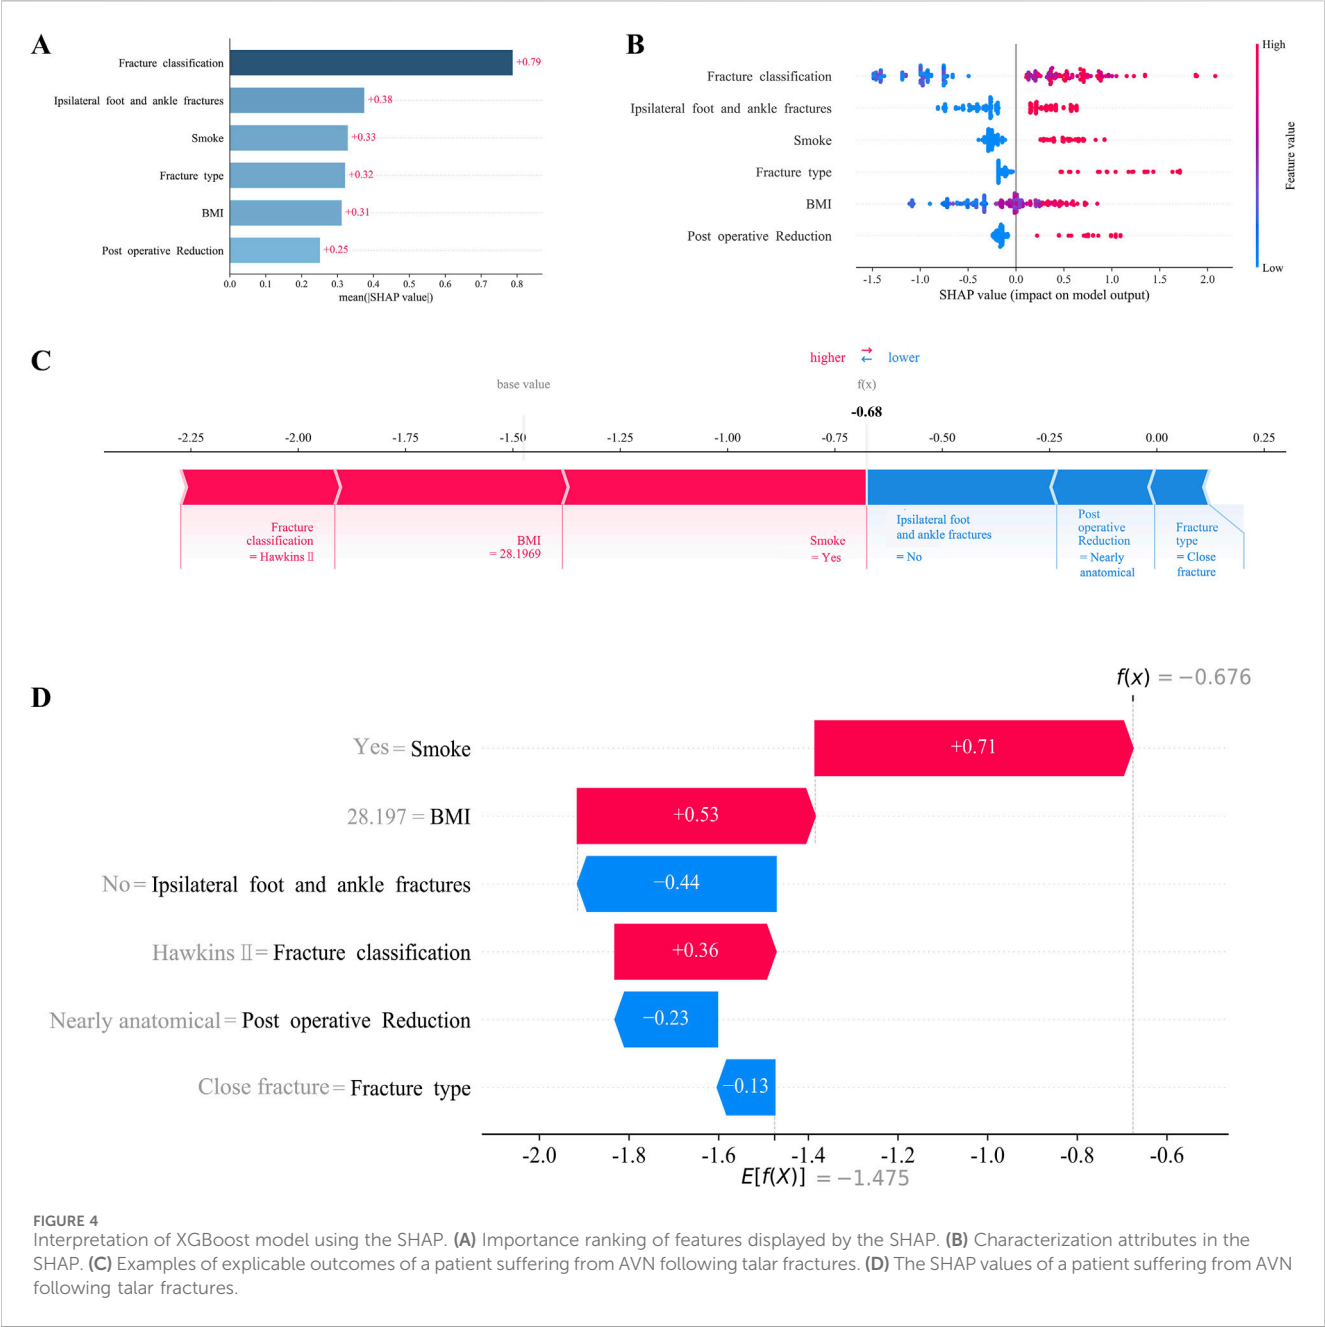 A
Fracture classification
+0.79
Ipsilateral foot and ankle fractures
+0.38
Smoke
+0.33
Fracture type
+0.32
BMI
+0.31
Post operative Reduction
+0.25
0.0 0.1 0.2 0.3 0.4 0.5 0.6 0.7 0.8
mean(|SHAP value|)
B
High
Fracture classification
Ipsilateral foot and ankle fractures
Smoke
Fracture type
BMI
Post operative Reduction
Feature value
Low
-1.5 -1.0 -0.5 0.0 0.5 1.0 1.5 2.0
SHAP value (impact on model output)
C
higher → ← lower
base value f(x)
-0.68
-2.25 -2.00 -1.75 -1.50 -1.25 -1.00 -0.75 -0.50 -0.25 0.00 0.25
Fracture
classification
= Hawkins Ⅱ
BMI
= 28.1969
Smoke
= Yes
Ipsilateral foot
and ankle fractures
= No
Post
operative
Reduction
= Nearly
anatomical
Fracture
type
= Close
fracture
D
f(x) = −0.676
Yes = Smoke
+0.71
28.197 = BMI
+0.53
No = Ipsilateral foot and ankle fractures
−0.44
Hawkins Ⅱ = Fracture classification
+0.36
Nearly anatomical = Post operative Reduction
−0.23
Close fracture = Fracture type
−0.13
-2.0 -1.8 -1.6 -1.4 -1.2 -1.0 -0.8 -0.6
E[f(X)] = −1.475
FIGURE 4
Interpretation of XGBoost model using the SHAP. (A) Importance ranking of features displayed by the SHAP. (B) Characterization attributes in the
SHAP. (C) Examples of explicable outcomes of a patient suffering from AVN following talar fractures. (D) The SHAP values of a patient suffering from AVN
following talar fractures.